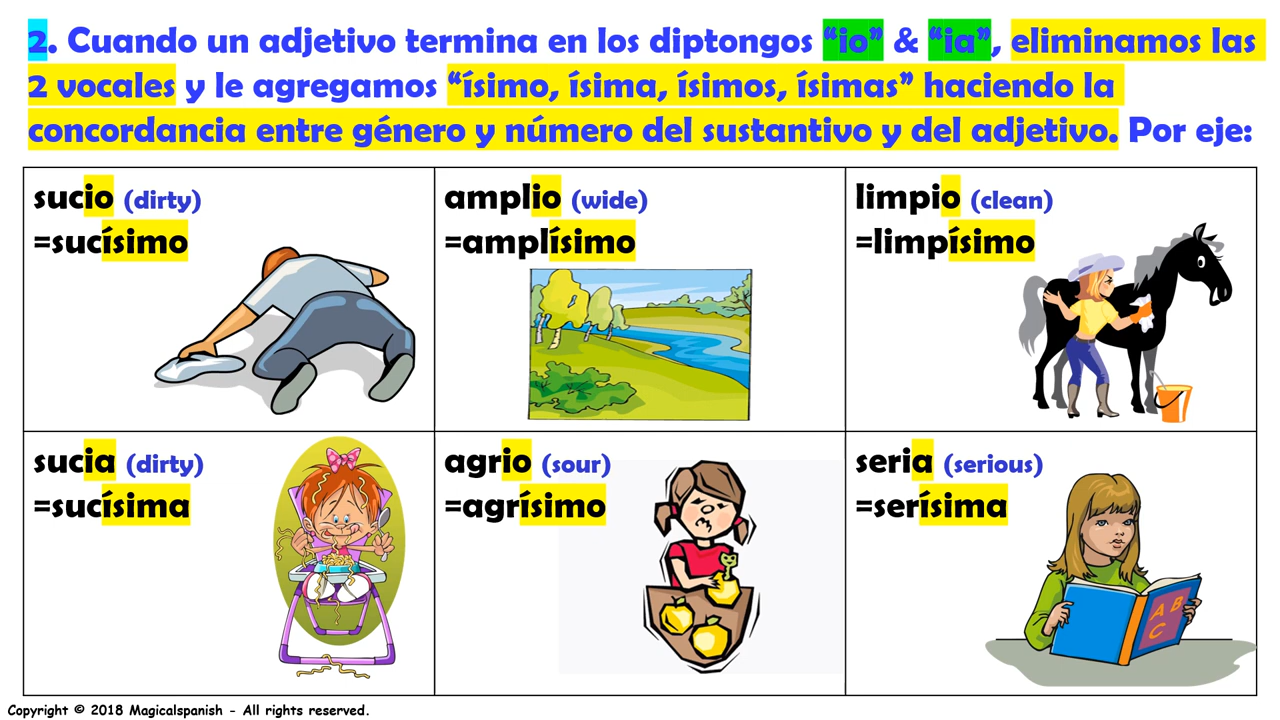 2. Cuando un adjetivo termina en los diptongos “io” & “ia”, eliminamos las
2 vocales y le agregamos “ísimo, ísima, ísimos, ísimas” haciendo la
concordancia entre género y número del sustantivo y del adjetivo. Por eje:
sucio (dirty)
=sucísimo
amplio (wide)
=amplísimo
limpio (clean)
=limpísimo
sucia (dirty)
=sucísima
agrio (sour)
=agrísimo
seria (serious)
=serísima
A B
C
Copyright © 2018 Magicalspanish - All rights reserved.